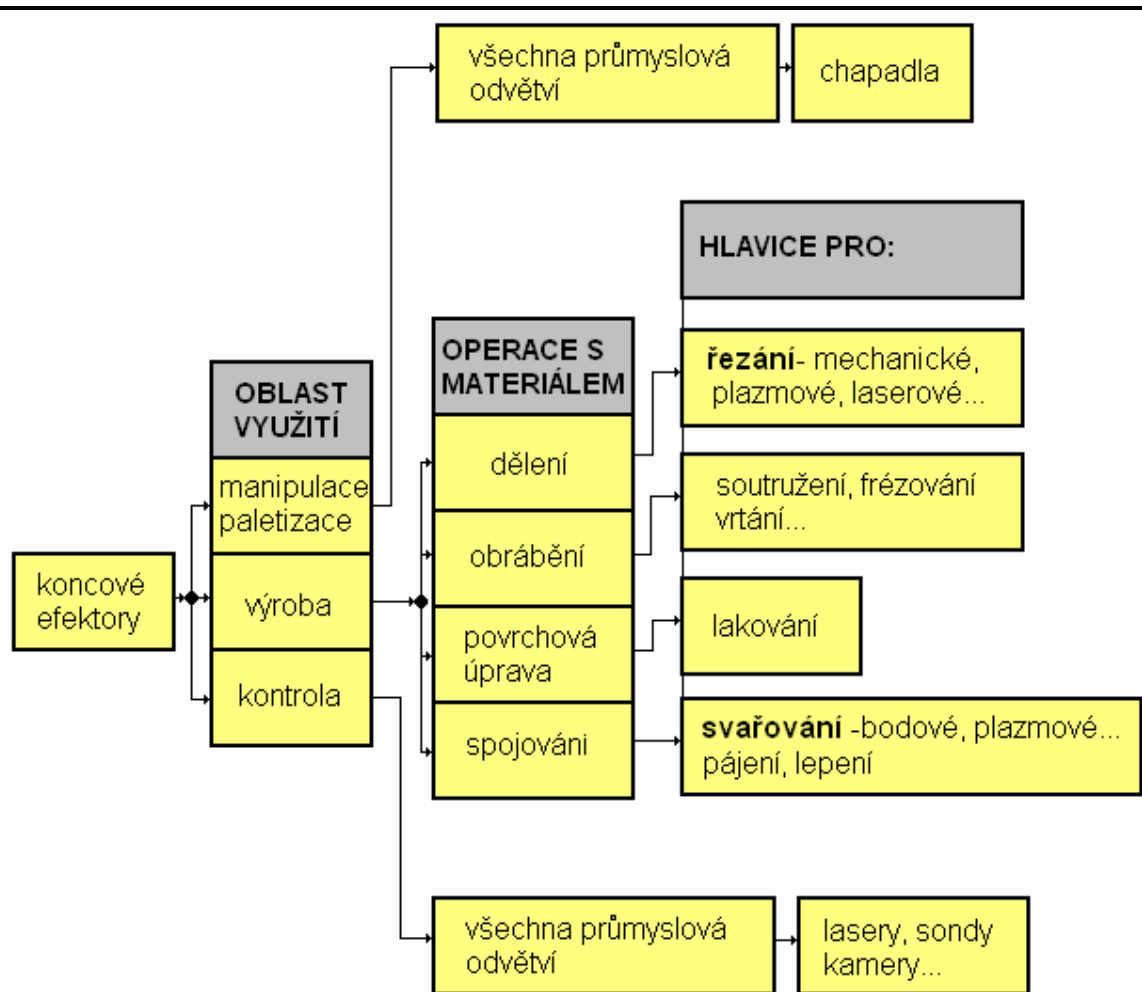 všechna průmyslová
odvětví
chapadla
HLAVICE PRO:
OPERACE S
MATERIÁLEM
řezání- mechanické,
plazmové, laserové...
OBLAST
VYUŽITÍ
dělení
manipulace
paletizace
soutružení, frézování
vrtání...
obrábění
koncové
efektory
výroba
povrchová
úprava
lakování
kontrola
spojováni
svařování -bodové, plazmové...
pájení, lepení
všechna průmyslová
odvětví
lasery, sondy
kamery...